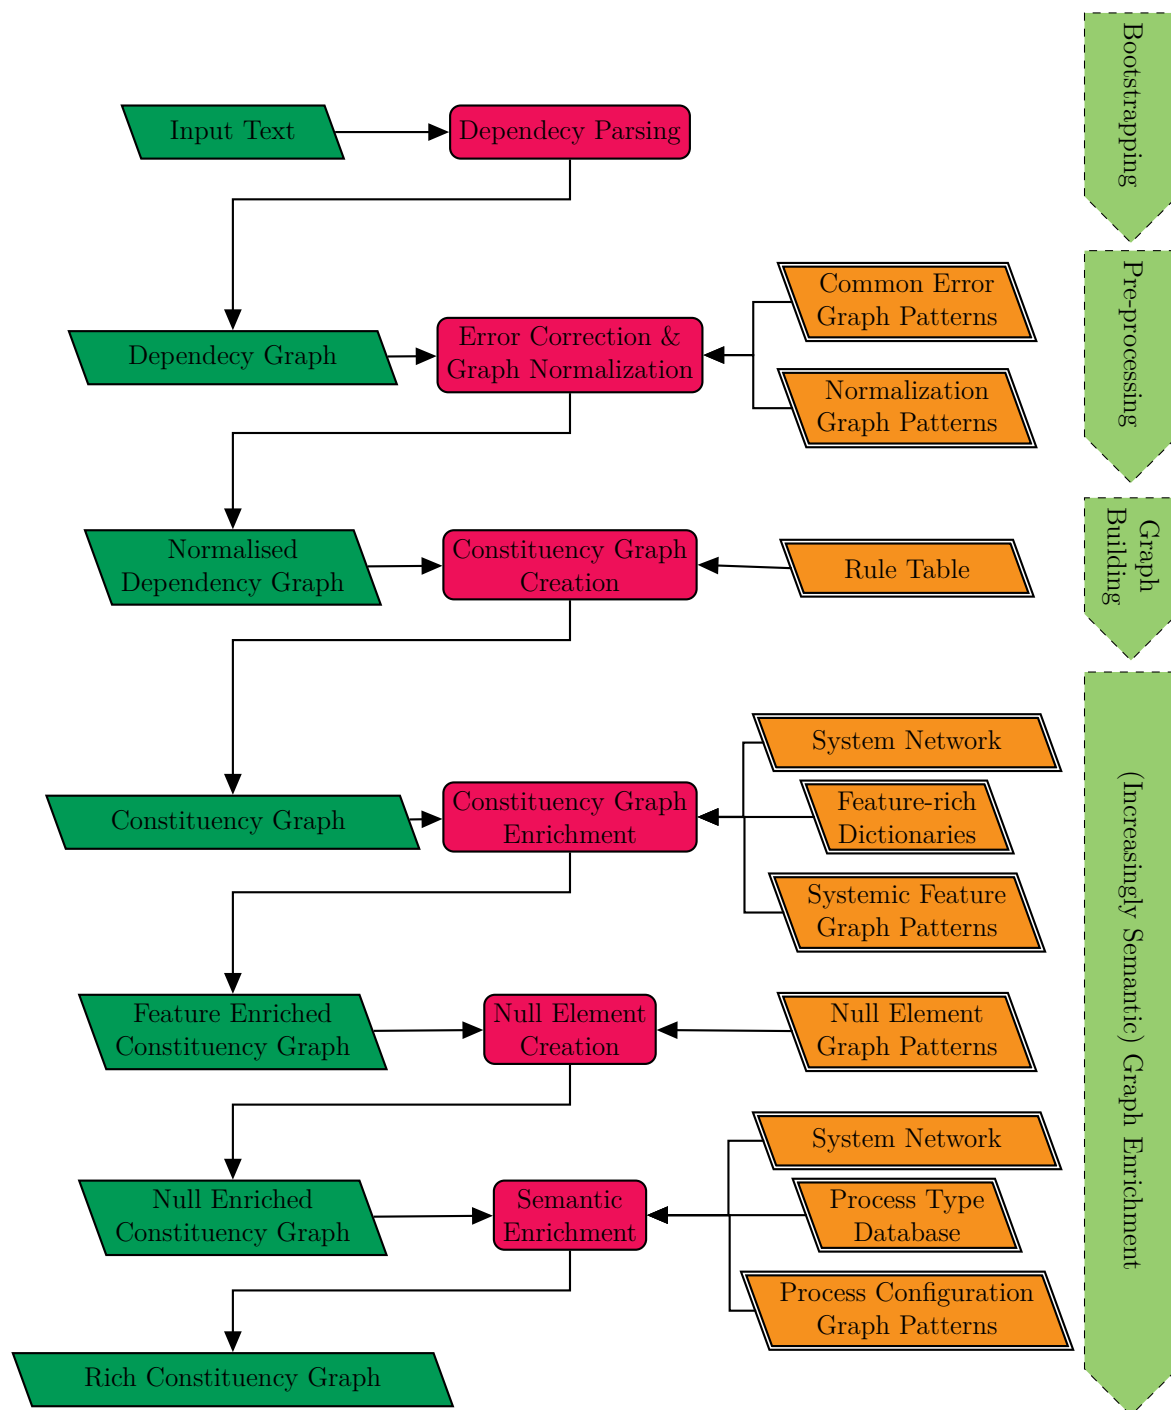 Bootstrapping
Input Text
Dependecy Parsing
Pre-processing
Common Error
Graph Patterns
Dependecy Graph
Error Correction &
Graph Normalization
Normalization
Graph Patterns
Graph
Building
Normalised
Dependency Graph
Constituency Graph
Creation
Rule Table
(Increasingly Semantic) Graph Enrichment
System Network
Constituency Graph
Constituency Graph
Enrichment
Feature-rich
Dictionaries
Systemic Feature
Graph Patterns
Feature Enriched
Constituency Graph
Null Element
Creation
Null Element
Graph Patterns
System Network
Null Enriched
Constituency Graph
Semantic
Enrichment
Process Type
Database
Process Configuration
Graph Patterns
Rich Constituency Graph